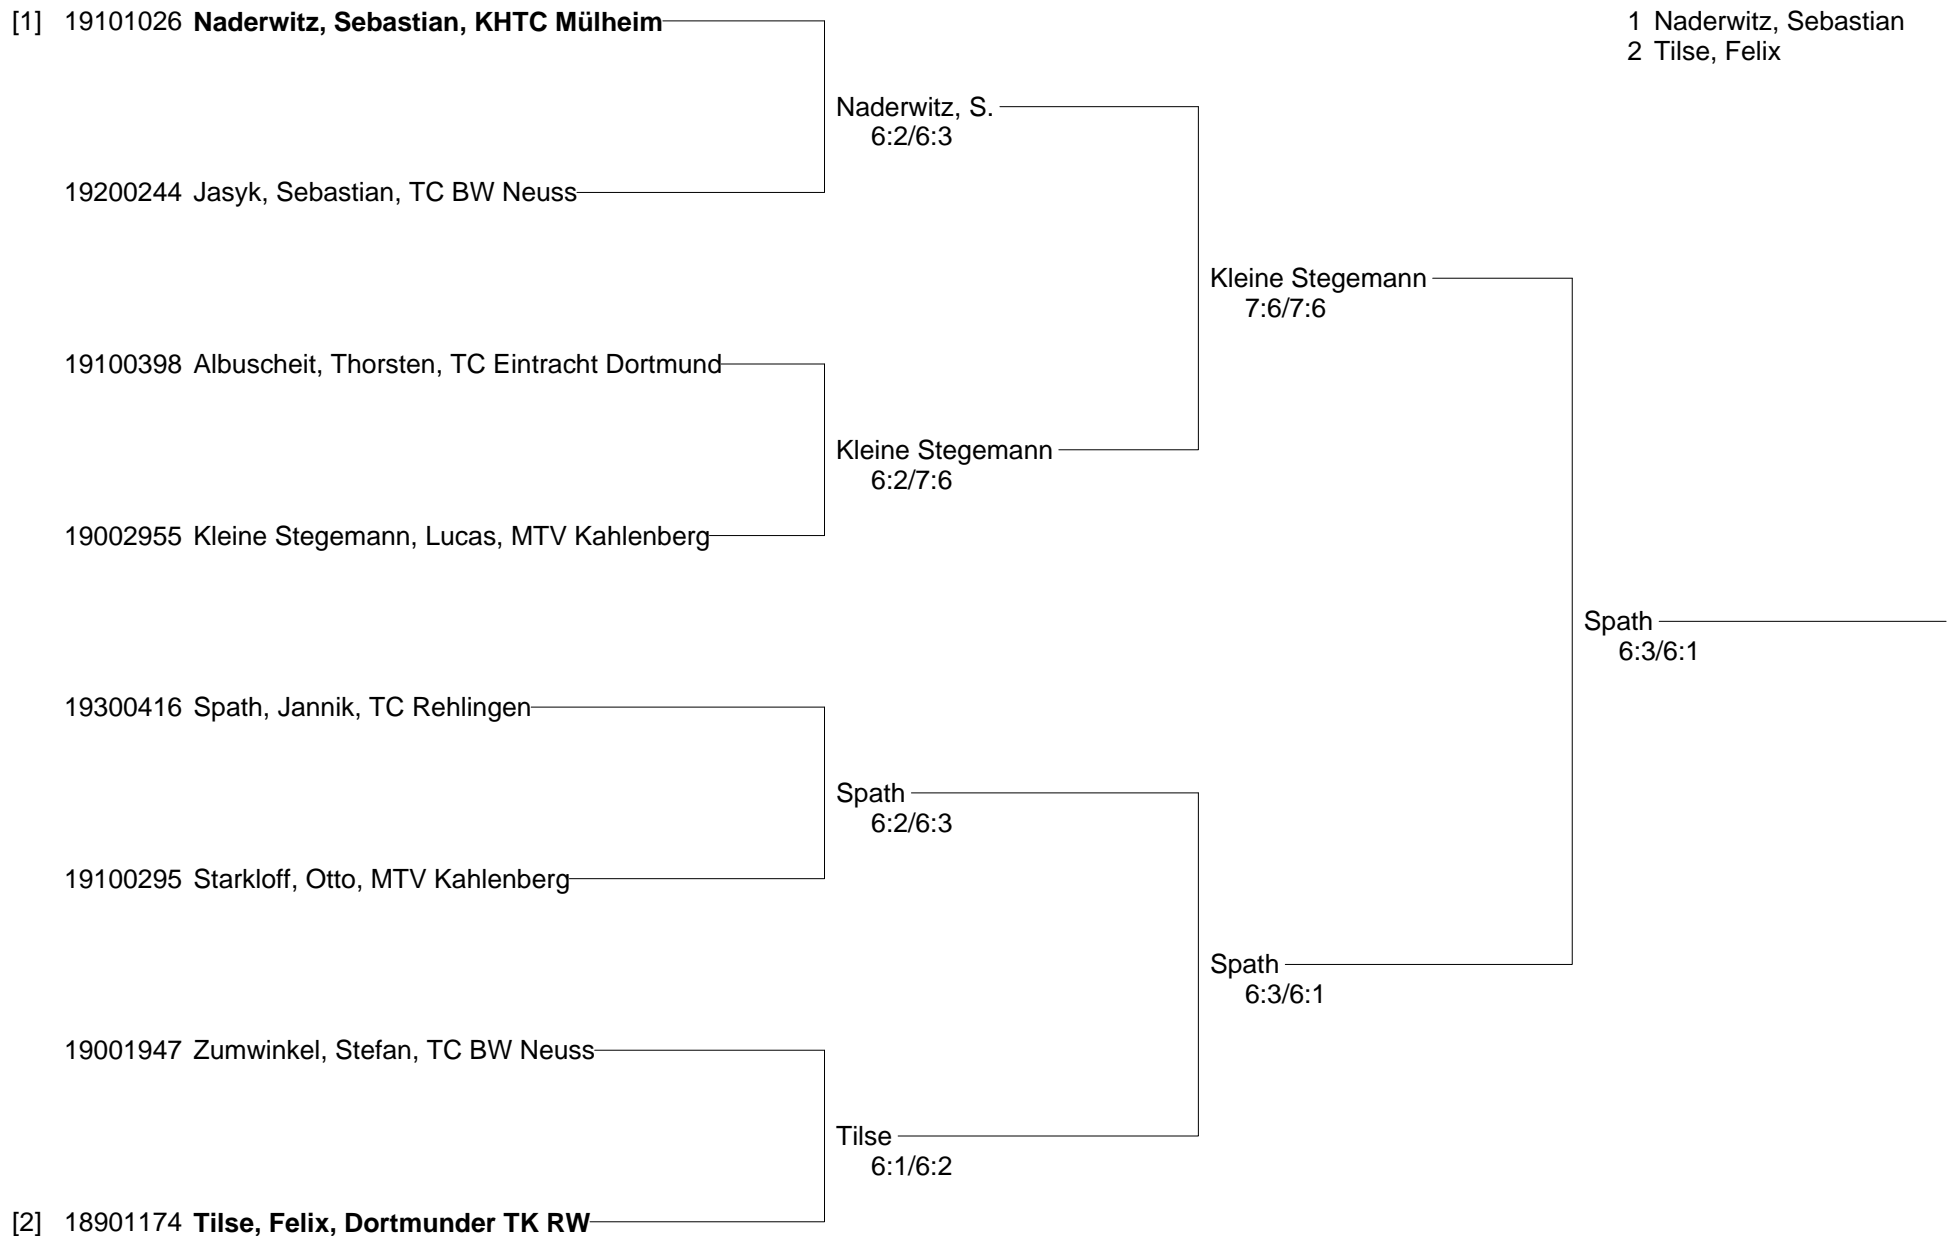 [1] 19101026 Naderwitz, Sebastian, KHTC Mülheim
1 Naderwitz, Sebastian
2 Tilse, Felix
Naderwitz, S.
6:2/6:3
19200244 Jasyk, Sebastian, TC BW Neuss
Kleine Stegemann
7:6/7:6
19100398 Albuscheit, Thorsten, TC Eintracht Dortmund
Kleine Stegemann
6:2/7:6
19002955 Kleine Stegemann, Lucas, MTV Kahlenberg
Spath
6:3/6:1
19300416 Spath, Jannik, TC Rehlingen
Spath
6:2/6:3
19100295 Starkloff, Otto, MTV Kahlenberg
Spath
6:3/6:1
19001947 Zumwinkel, Stefan, TC BW Neuss
Tilse
6:1/6:2
[2] 18901174 Tilse, Felix, Dortmunder TK RW